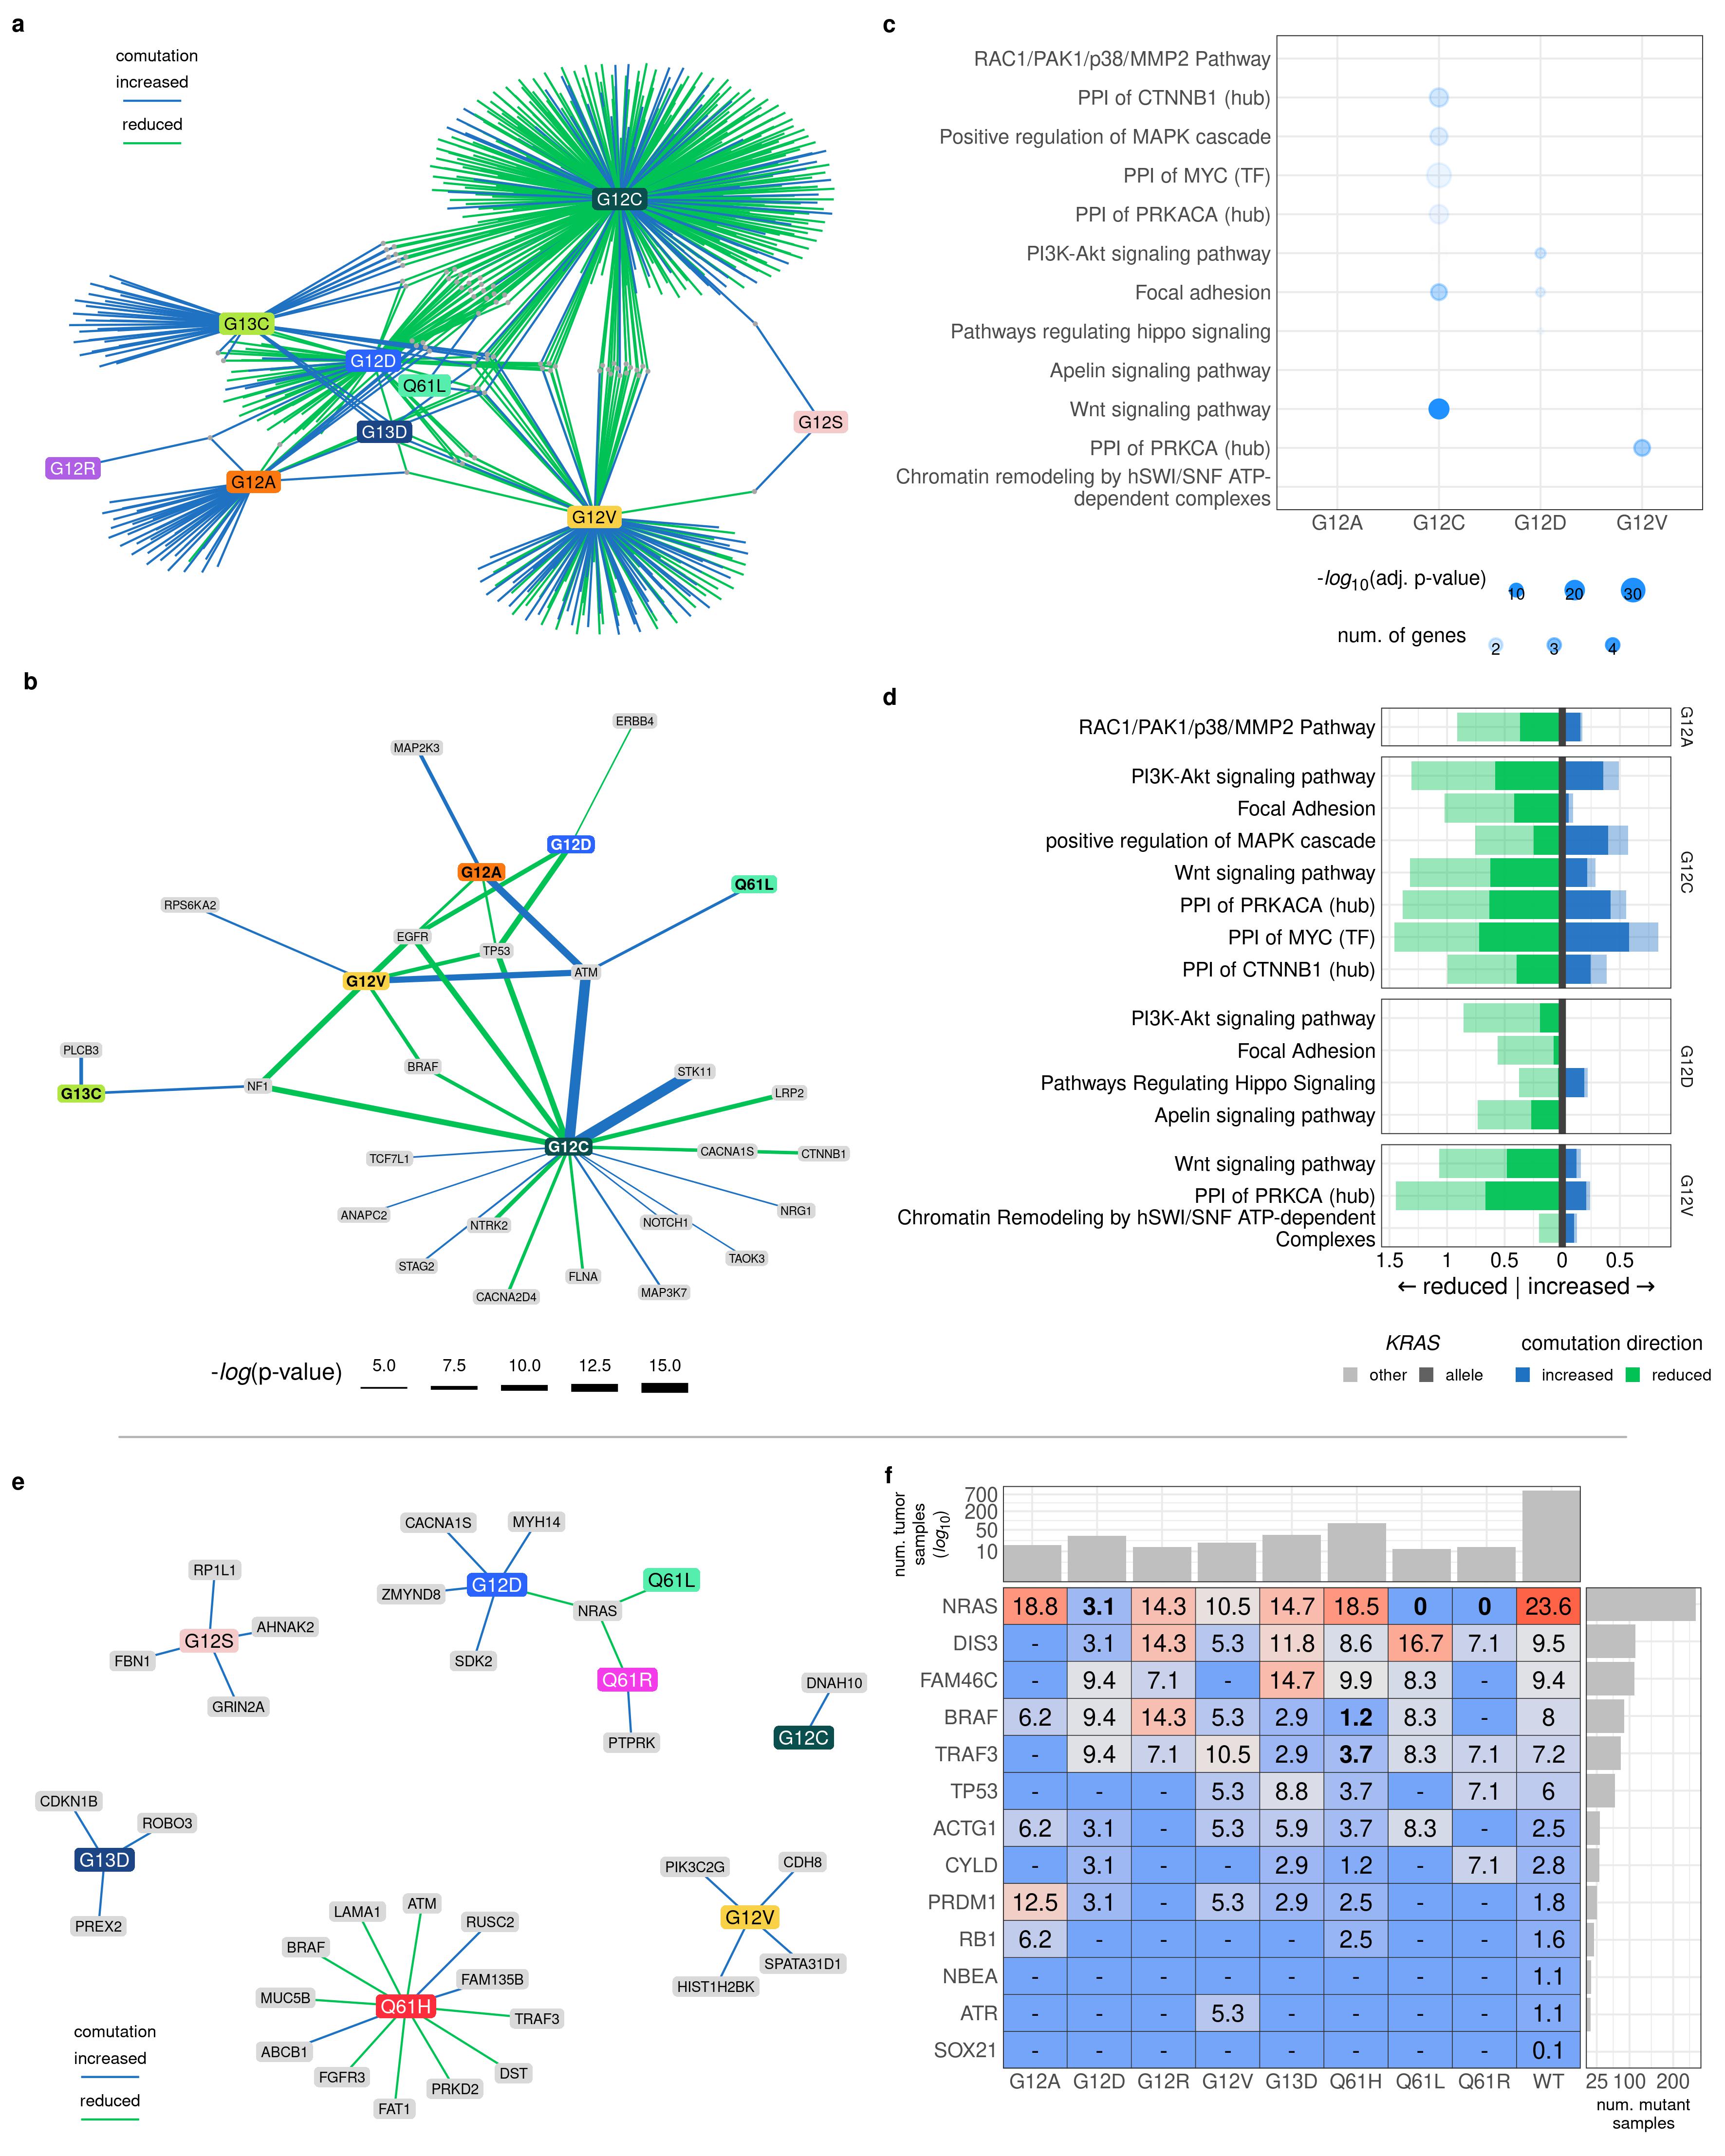 a
comutation
increased
reduced
G12C
G13C
G12D
Q61L
G13D
G12S
G12R
G12A
G12V
c
RAC1/PAK1/p38/MMP2 Pathway
PPI of CTNNB1 (hub)
Positive regulation of MAPK cascade
PPI of MYC (TF)
PPI of PRKACA (hub)
PI3K-Akt signaling pathway
Focal adhesion
Pathways regulating hippo signaling
Apelin signaling pathway
Wnt signaling pathway
PPI of PRKCA (hub)
Chromatin remodeling by hSWI/SNF ATP-
dependent complexes
G12A G12C G12D G12V
-log10(adj. p-value) 10 20 30
num. of genes 2 3 4
b
ERBB4
MAP2K3
G12D
G12A
Q61L
RPS6KA2
EGFR
TP53
ATM
G12V
PLCB3
BRAF
STK11
G13C
NF1
LRP2
G12C
CACNA1S
CTNNB1
TCF7L1
ANAPC2
NTRK2
NOTCH1
NRG1
STAG2
TAOK3
FLNA
CACNA2D4
MAP3K7
-log(p-value) 5.0 7.5 10.0 12.5 15.0
d
RAC1/PAK1/p38/MMP2 Pathway
G12A
PI3K-Akt signaling pathway
Focal Adhesion
positive regulation of MAPK cascade
Wnt signaling pathway
PPI of PRKACA (hub)
PPI of MYC (TF)
PPI of CTNNB1 (hub)
G12C
PI3K-Akt signaling pathway
Focal Adhesion
Pathways Regulating Hippo Signaling
Apelin signaling pathway
G12D
Wnt signaling pathway
PPI of PRKCA (hub)
Chromatin Remodeling by hSWI/SNF ATP-dependent
Complexes
G12V
1.5 1 0.5 0 0.5
← reduced | increased →
KRAS comutation direction
other allele increased reduced
e
CACNA1S
MYH14
RP1L1
G12D
Q61L
ZMYND8
NRAS
AHNAK2
G12S
FBN1
SDK2
Q61R
DNAH10
GRIN2A
G12C
PTPRK
CDKN1B
ROBO3
G13D
PREX2
PIK3C2G
CDH8
G12V
SPATA31D1
HIST1H2BK
LAMA1
ATM
RUSC2
BRAF
FAM135B
MUC5B
Q61H
TRAF3
ABCB1
FGFR3
DST
PRKD2
FAT1
comutation
increased
reduced
f
num. tumor
samples
(log10)
700
200
50
10
NRAS 18.8 3.1 14.3 10.5 14.7 18.5 0 0 23.6
DIS3 - 3.1 14.3 5.3 11.8 8.6 16.7 7.1 9.5
FAM46C - 9.4 7.1 - 14.7 9.9 8.3 - 9.4
BRAF 6.2 9.4 14.3 5.3 2.9 1.2 8.3 - 8
TRAF3 - 9.4 7.1 10.5 2.9 3.7 8.3 7.1 7.2
TP53 - - - 5.3 8.8 3.7 - 7.1 6
ACTG1 6.2 3.1 - 5.3 5.9 3.7 8.3 - 2.5
CYLD - 3.1 - - 2.9 1.2 - 7.1 2.8
PRDM1 12.5 3.1 - 5.3 2.9 2.5 - - 1.8
RB1 6.2 - - - - 2.5 - - 1.6
NBEA - - - - - - - - 1.1
ATR - - - 5.3 - - - - 1.1
SOX21 - - - - - - - - 0.1
G12A G12D G12R G12V G13D Q61H Q61L Q61R WT
25 100 200
num. mutant
samples